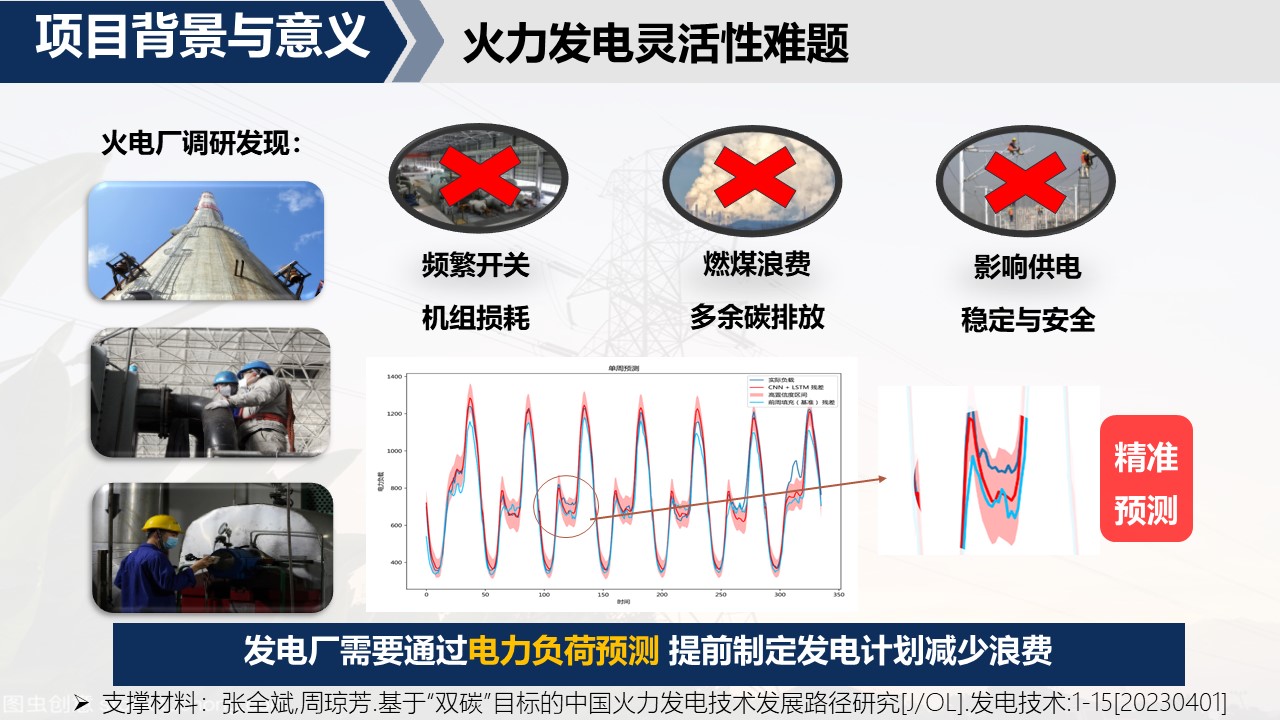 项目背景与意义
火力发电灵活性难题
火电厂调研发现：
频繁开关
机组损耗
燃煤浪费
多余碳排放
影响供电
稳定与安全
单周预测
实际负载
CNN + LSTM 残差
高置信度区间
前周填充（基准） 残差
电力负载
1400
1200
1000
800
600
400
0
50
100
150
200
250
300
350
时间
精准
预测
发电厂需要通过电力负荷预测 提前制定发电计划减少浪费
图虫创意
➢ 支撑材料：张全斌,周琼芳.基于“双碳”目标的中国火力发电技术发展路径研究[J/OL].发电技术:1-15[20230401]